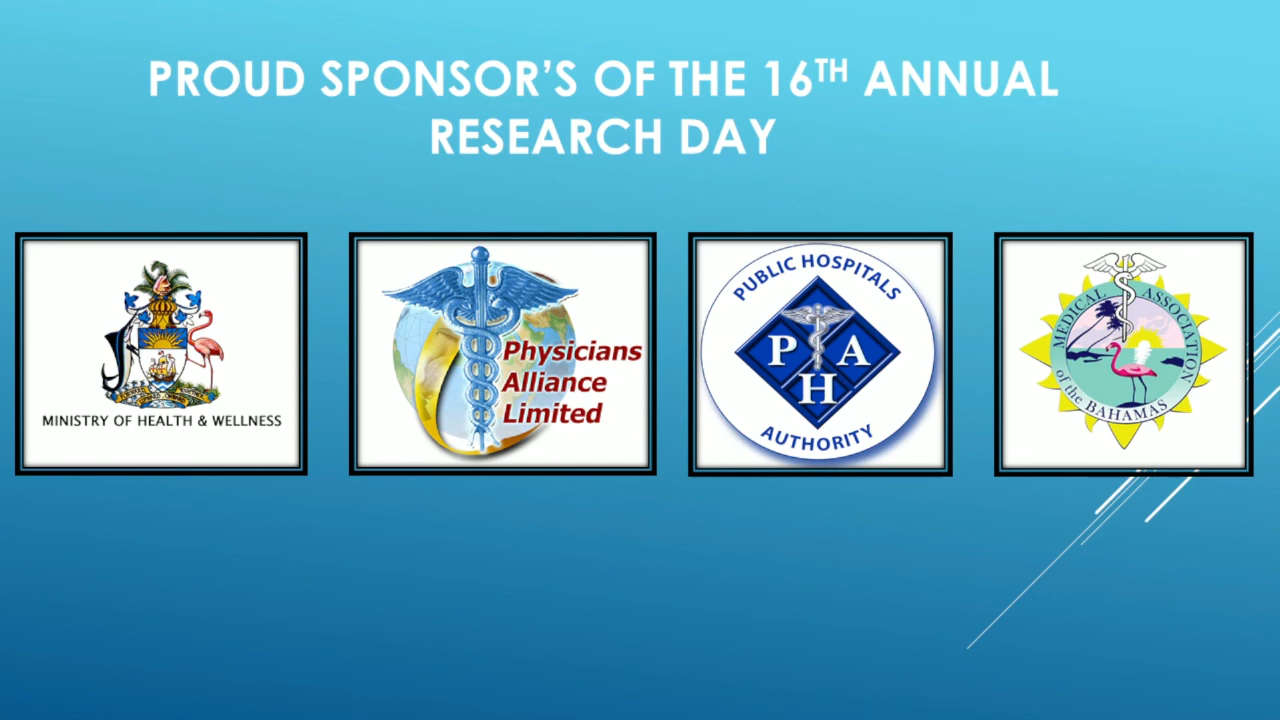 PROUD SPONSOR’S OF THE 16TH ANNUAL
RESEARCH DAY
MINISTRY OF HEALTH & WELLNESS
Physicians
Alliance
Limited
PUBLIC HOSPITALS
P A
H
AUTHORITY
MEDICAL ASSOCIATION
of the BAHAMAS